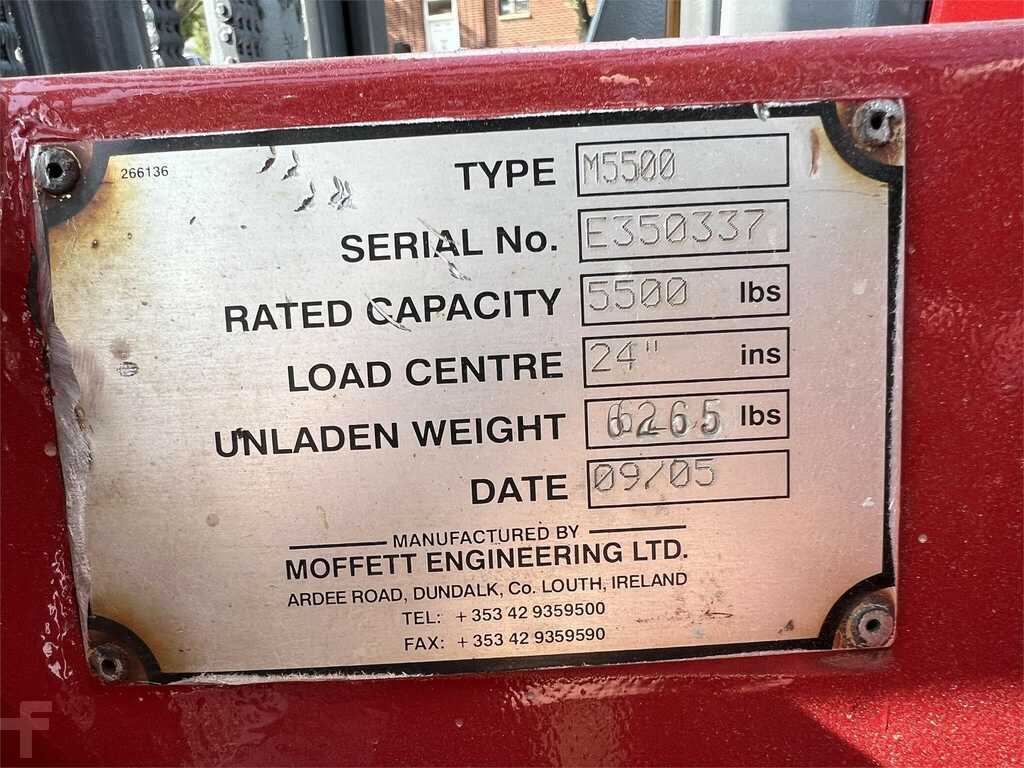 266136
TYPE M5500
SERIAL No. E350337
RATED CAPACITY 5500 lbs
LOAD CENTRE 24" ins
UNLADEN WEIGHT 6265 lbs
DATE 09/05
MANUFACTURED BY
MOFFETT ENGINEERING LTD.
ARDEE ROAD, DUNDALK, Co. LOUTH, IRELAND
TEL: +353 42 9359500
FAX: +353 42 9359590